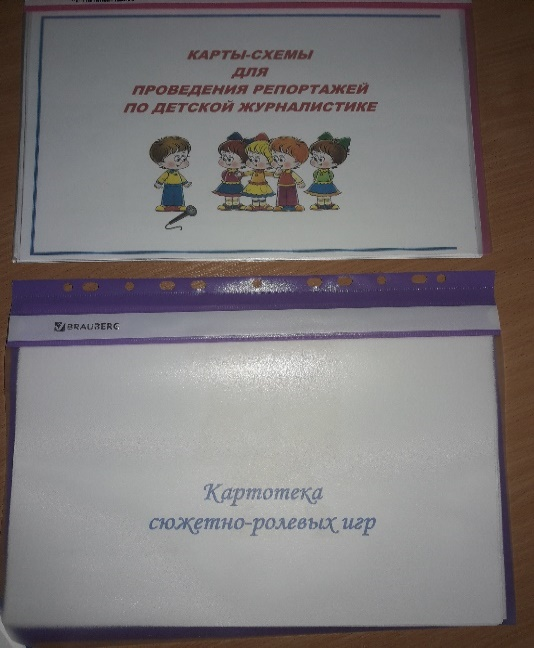 КАРТЫ-СХЕМЫ
ДЛЯ
ПРОВЕДЕНИЯ РЕПОРТАЖЕЙ
ПО ДЕТСКОЙ ЖУРНАЛИСТИКЕ
BRAUBERG
Картотека
сюжетно-ролевых игр